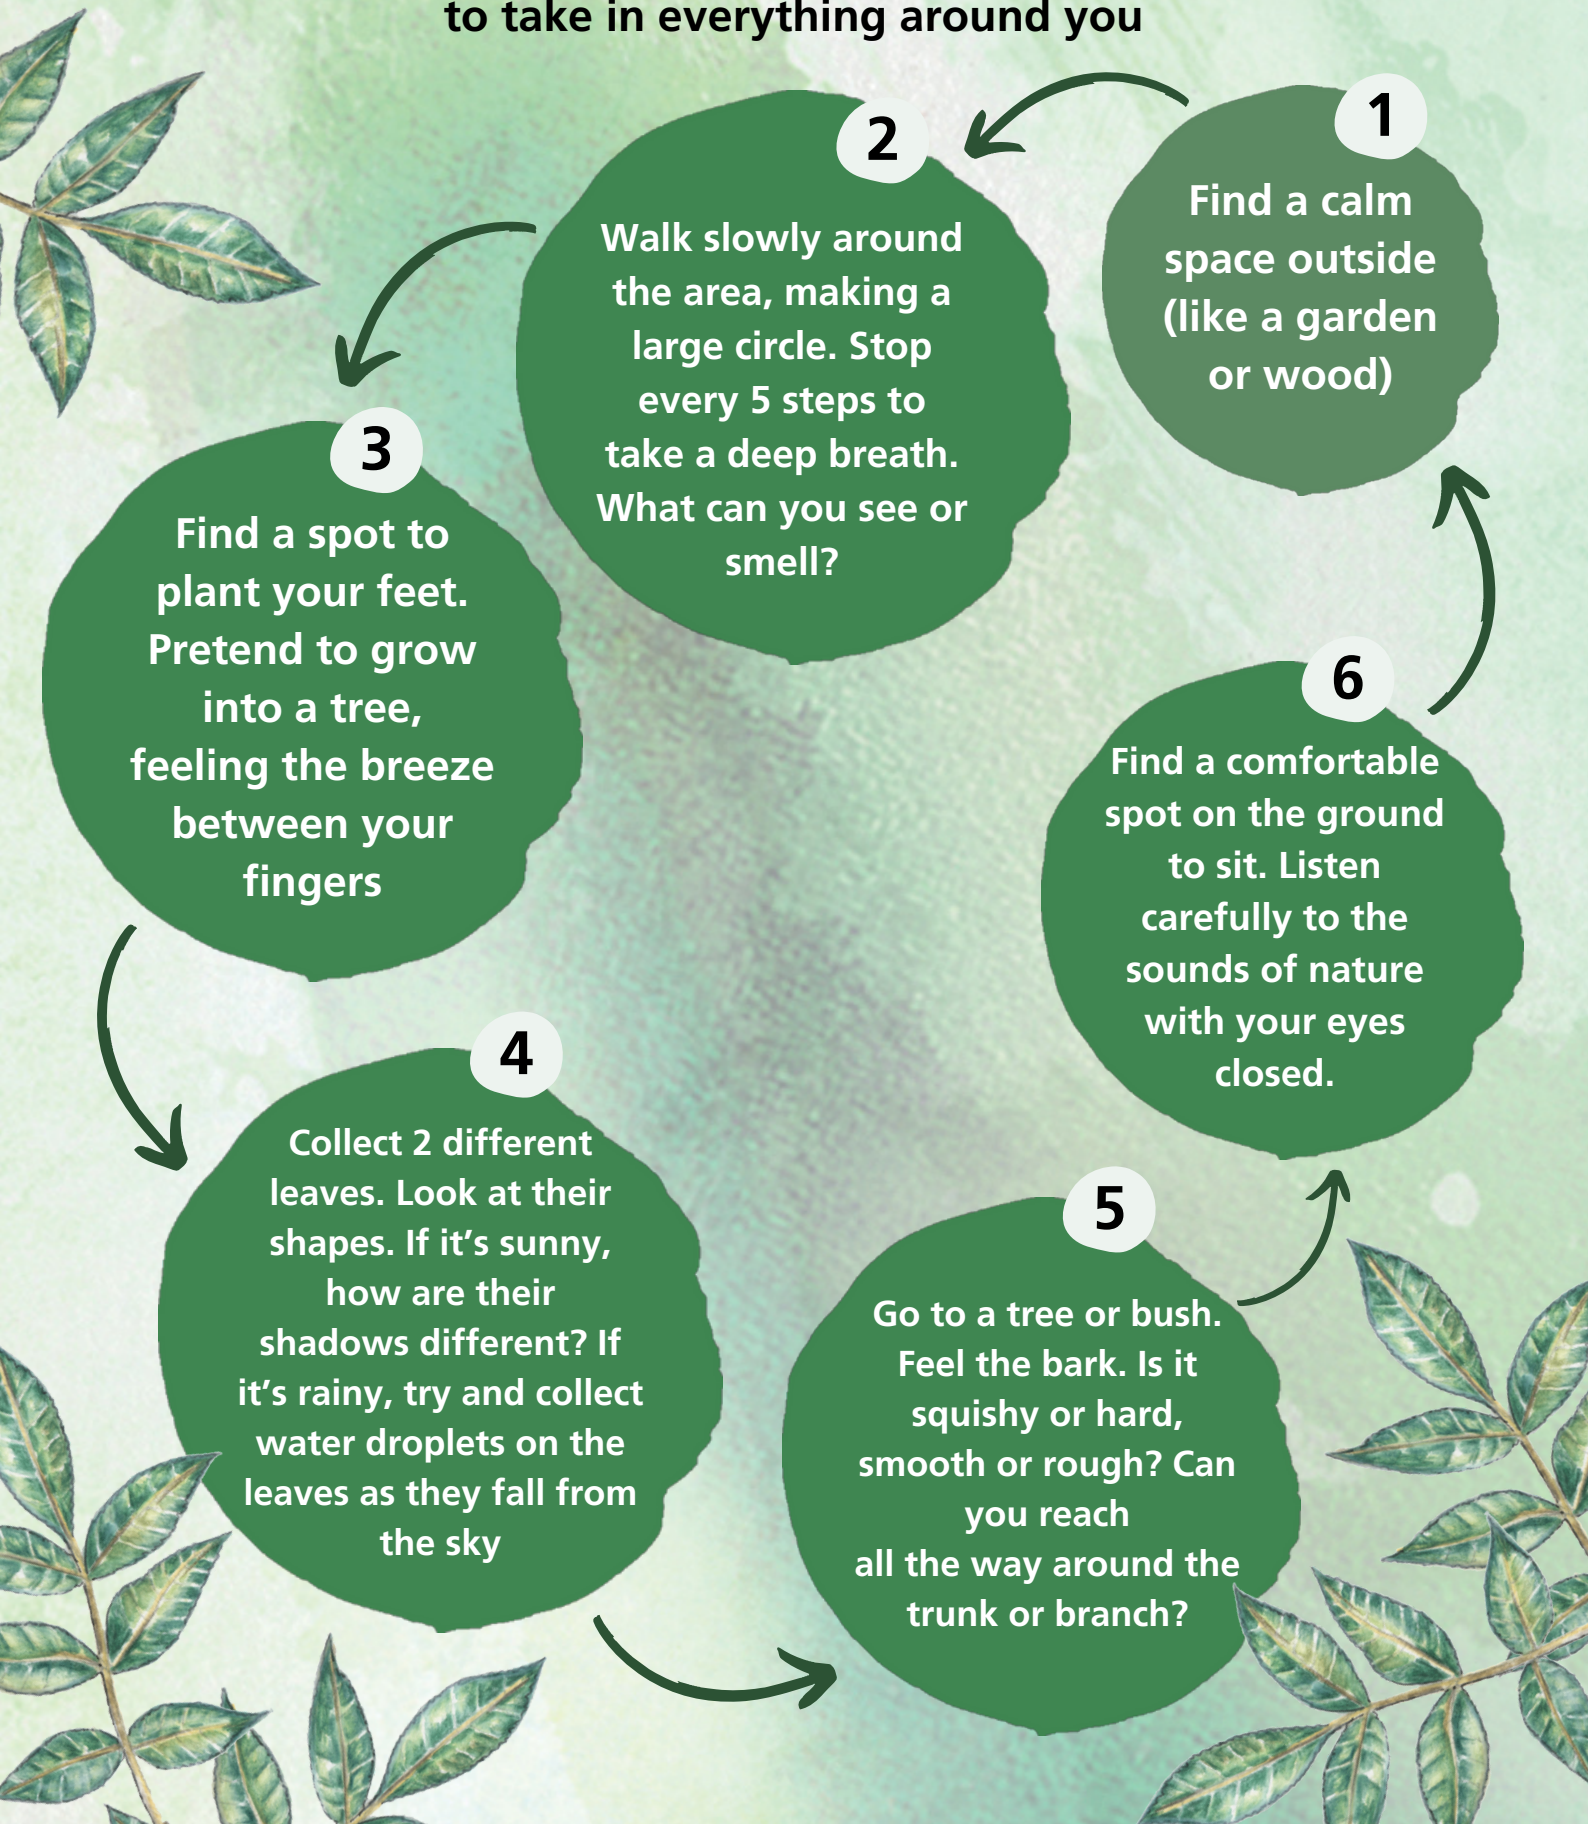 to take in everything around you
1
Find a calm
space outside
(like a garden
or wood)
2
Walk slowly around
the area, making a
large circle. Stop
every 5 steps to
take a deep breath.
What can you see or
smell?
3
Find a spot to
plant your feet.
Pretend to grow
into a tree,
feeling the breeze
between your
fingers
4
Collect 2 different
leaves. Look at their
shapes. If it’s sunny,
how are their
shadows different? If
it’s rainy, try and collect
water droplets on the
leaves as they fall from
the sky
5
Go to a tree or bush.
Feel the bark. Is it
squishy or hard,
smooth or rough? Can
you reach
all the way around the
trunk or branch?
6
Find a comfortable
spot on the ground
to sit. Listen
carefully to the
sounds of nature
with your eyes
closed.